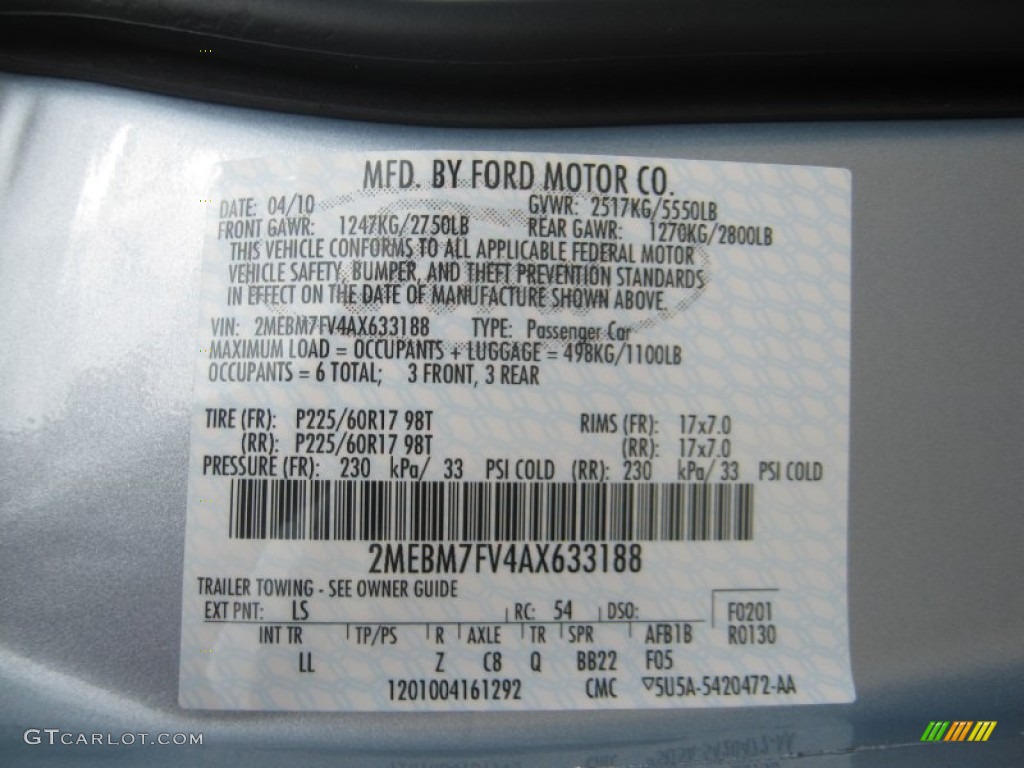 MFD. BY FORD MOTOR CO.
DATE: 04/10 GVWR: 2517KG/5550LB
FRONT GAWR: 1247KG/2750LB REAR GAWR: 1270KG/2800LB
THIS VEHICLE CONFORMS TO ALL APPLICABLE FEDERAL MOTOR
VEHICLE SAFETY, BUMPER, AND THEFT PREVENTION STANDARDS
IN EFFECT ON THE DATE OF MANUFACTURE SHOWN ABOVE.
VIN: 2MEBM7FV4AX633188 TYPE: Passenger Car
MAXIMUM LOAD = OCCUPANTS + LUGGAGE = 498KG/1100LB
OCCUPANTS = 6 TOTAL; 3 FRONT, 3 REAR
TIRE (FR): P225/60R17 98T RIMS (FR): 17x7.0
(RR): P225/60R17 98T (RR): 17x7.0
PRESSURE (FR): 230 kPa/ 33 PSI COLD (RR): 230 kPa/ 33 PSI COLD
2MEBM7FV4AX633188
TRAILER TOWING - SEE OWNER GUIDE
EXT PNT: LS RC: 54 DSO: F0201
INT TR TP/PS R AXLE TR SPR AFB1B R0130
LL Z C8 Q BB22 F05
1201004161292 CMC ▽5U5A-5420472-AA
GTCARLOT.COM